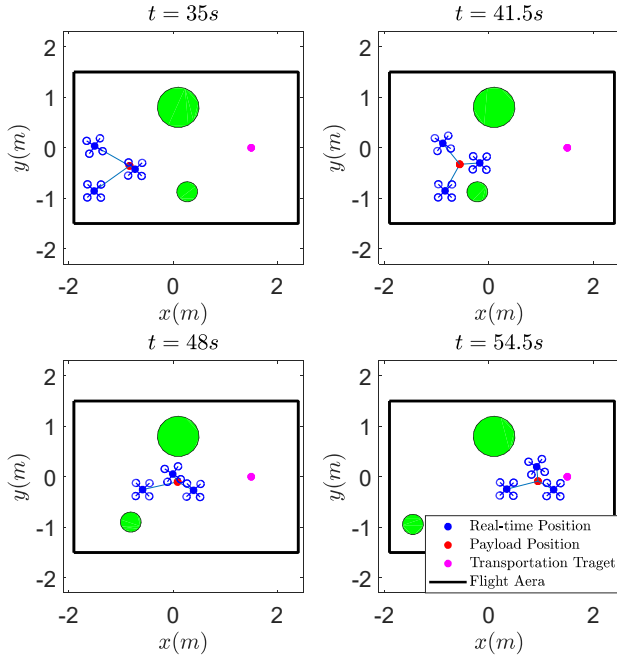 t = 35s
t = 41.5s
2
1
0
-1
-2
y(m)
-2
0
2
x(m)
2
1
0
-1
-2
y(m)
-2
0
2
x(m)
t = 48s
t = 54.5s
2
1
0
-1
-2
y(m)
-2
0
2
x(m)
2
1
0
-1
-2
y(m)
Real-time Position
Payload Position
Transportation Traget
Flight Aera
-2
0
2
x(m)